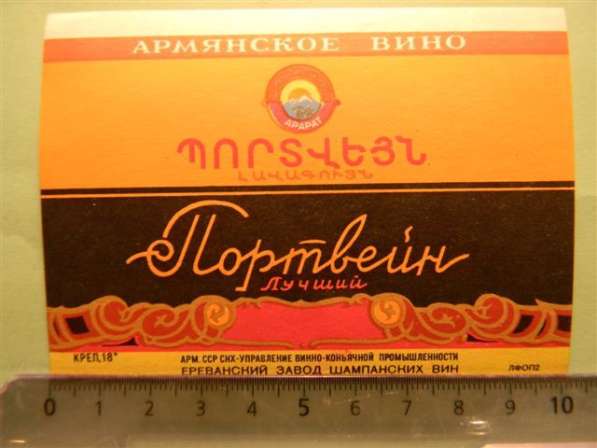 АРМЯНСКОЕ ВИНО
АРАРАТ
ՊՈՐՏՎԵՅՆ
ԼԱՎԱԳՈՒՅՆ
Портвейн
Лучший
КРЕП. 18°
АРМ. ССР СНХ-УПРАВЛЕНИЕ ВИННО-КОНЬЯЧНОЙ ПРОМЫШЛЕННОСТИ
ЕРЕВАНСКИЙ ЗАВОД ШАМПАНСКИХ ВИН
ЛФОП2
0 1 2 3 4 5 6 7 8 9 10